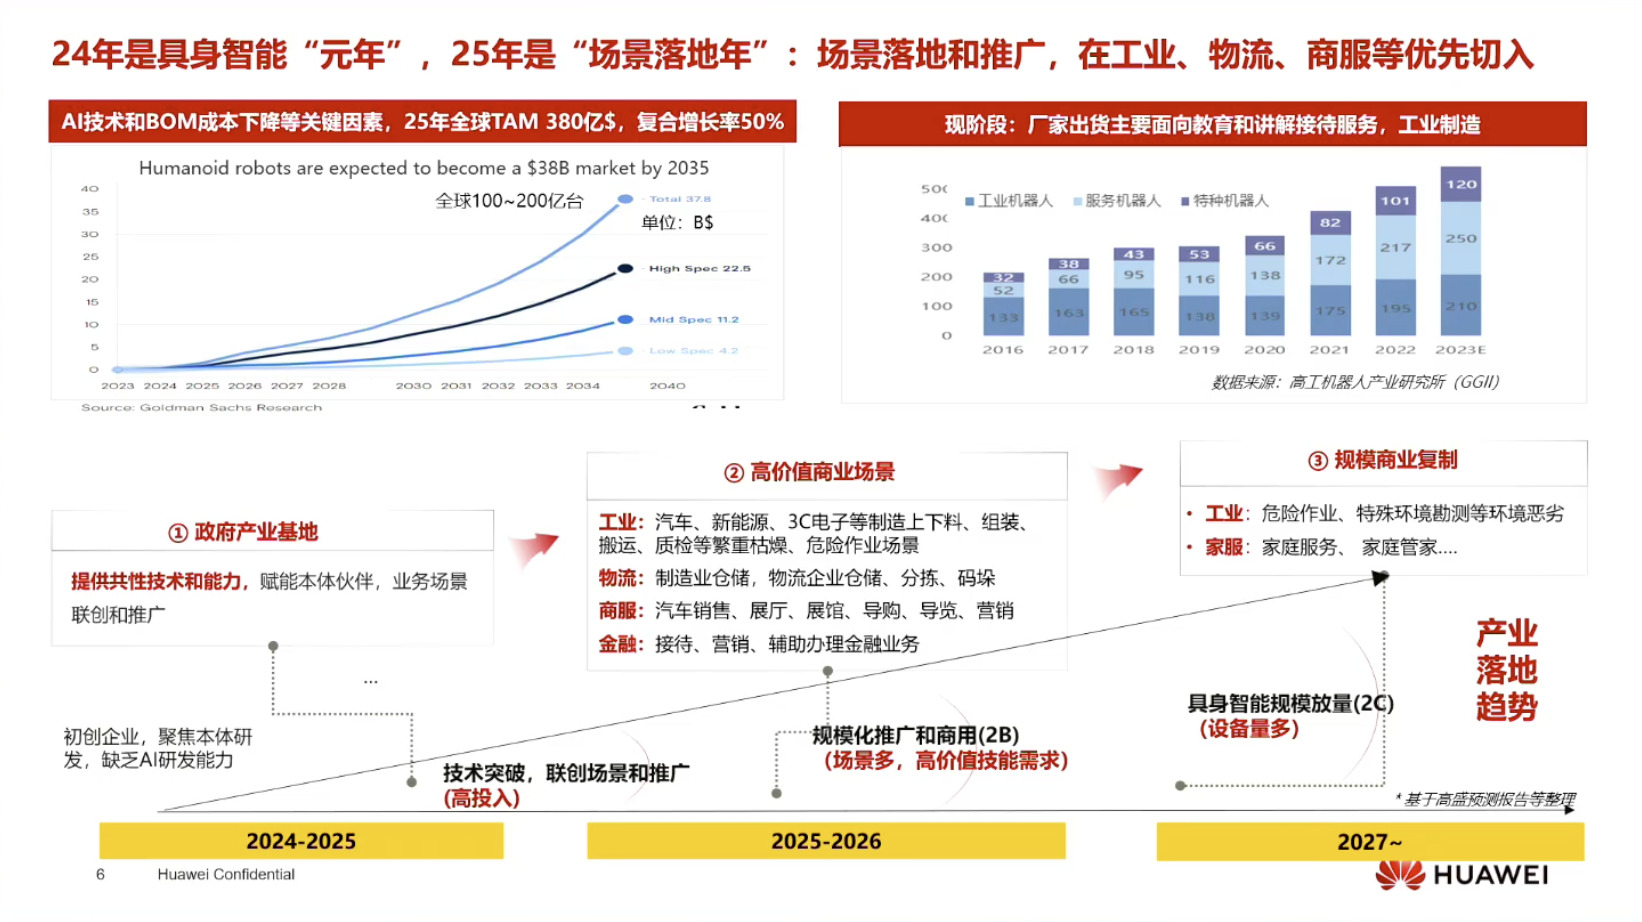 24年是具身智能“元年”，25年是“场景落地年”：场景落地和推广，在工业、物流、商服等优先切入
AI技术和BOM成本下降等关键因素，25年全球TAM 380亿$，复合增长率50%
Humanoid robots are expected to become a $38B market by 2035
全球100~200亿台
单位：B$
40
35
30
25
20
15
10
5
0
Total 37.8
High Spec 22.5
Mid Spec 11.2
Low Spec 4.2
2023 2024 2025 2026 2027 2028 2030 2031 2032 2033 2034 2040
Source: Goldman Sachs Research
现阶段：厂家出货主要面向教育和讲解接待服务，工业制造
工业机器人 服务机器人 特种机器人
300
200
100
0
32 38 43 53 66 82 101 120
52 66 95 116 138 172 217 250
133 163 165 138 139 175 195 210
2016 2017 2018 2019 2020 2021 2022 2023E
数据来源：高工机器人产业研究所（GGII）
① 政府产业基地
提供共性技术和能力，赋能本体伙伴，业务场景
联创和推广
② 高价值商业场景
工业：汽车、新能源、3C电子等制造上下料、组装、
搬运、质检等繁重枯燥、危险作业场景
物流：制造业仓储，物流企业仓储、分拣、码垛
商服：汽车销售、展厅、展馆、导购、导览、营销
金融：接待、营销、辅助办理金融业务
③ 规模商业复制
• 工业：危险作业、特殊环境勘测等环境恶劣
• 家服：家庭服务、 家庭管家....
产业
落地
趋势
...
初创企业，聚焦本体研
发，缺乏AI研发能力
技术突破，联创场景和推广
(高投入)
规模化推广和商用(2B)
（场景多，高价值技能需求）
具身智能规模放量(2C)
（设备量多）
* 基于高盛预测报告等整理
2024-2025
2025-2026
2027~
6
Huawei Confidential
HUAWEI